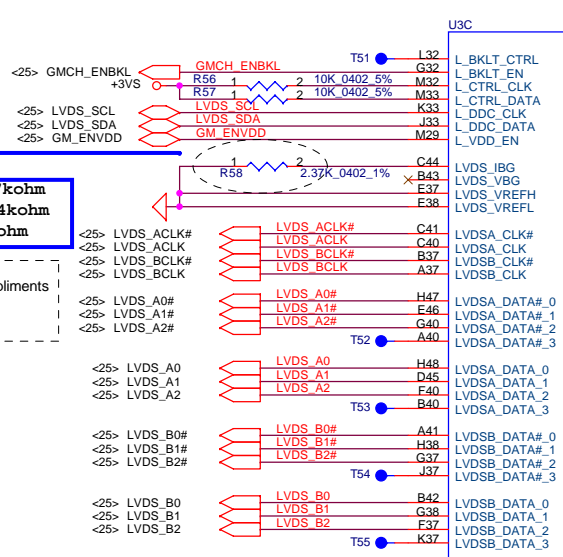 U3C
T51 L32 L_BKLT_CTRL
<25> GMCH_ENBKL GMCH_ENBKL G32 L_BKLT_EN
+3VS R56 1 2 10K_0402_5% M32 L_CTRL_CLK
R57 1 2 10K_0402_5% M33 L_CTRL_DATA
<25> LVDS_SCL LVDS_SCL K33 L_DDC_CLK
<25> LVDS_SDA LVDS_SDA J33 L_DDC_DATA
<25> GM_ENVDD GM_ENVDD M29 L_VDD_EN
R58 1 2 2.37K_0402_1% C44 LVDS_IBG
B43 LVDS_VBG
E37 LVDS_VREFH
E38 LVDS_VREFL
4kohm
ohm
<25> LVDS_ACLK# LVDS_ACLK# C41 LVDSA_CLK#
<25> LVDS_ACLK LVDS_ACLK C40 LVDSA_CLK
<25> LVDS_BCLK# LVDS_BCLK# B37 LVDSB_CLK#
<25> LVDS_BCLK LVDS_BCLK A37 LVDSB_CLK
<25> LVDS_A0# LVDS_A0# H47 LVDSA_DATA#_0
<25> LVDS_A1# LVDS_A1# E46 LVDSA_DATA#_1
<25> LVDS_A2# LVDS_A2# G40 LVDSA_DATA#_2
T52 A40 LVDSA_DATA#_3
<25> LVDS_A0 LVDS_A0 H48 LVDSA_DATA_0
<25> LVDS_A1 LVDS_A1 D45 LVDSA_DATA_1
<25> LVDS_A2 LVDS_A2 F40 LVDSA_DATA_2
T53 B40 LVDSA_DATA_3
<25> LVDS_B0# LVDS_B0# A41 LVDSB_DATA#_0
<25> LVDS_B1# LVDS_B1# H38 LVDSB_DATA#_1
<25> LVDS_B2# LVDS_B2# G37 LVDSB_DATA#_2
T54 J37 LVDSB_DATA#_3
<25> LVDS_B0 LVDS_B0 B42 LVDSB_DATA_0
<25> LVDS_B1 LVDS_B1 G38 LVDSB_DATA_1
<25> LVDS_B2 LVDS_B2 F37 LVDSB_DATA_2
T55 K37 LVDSB_DATA_3